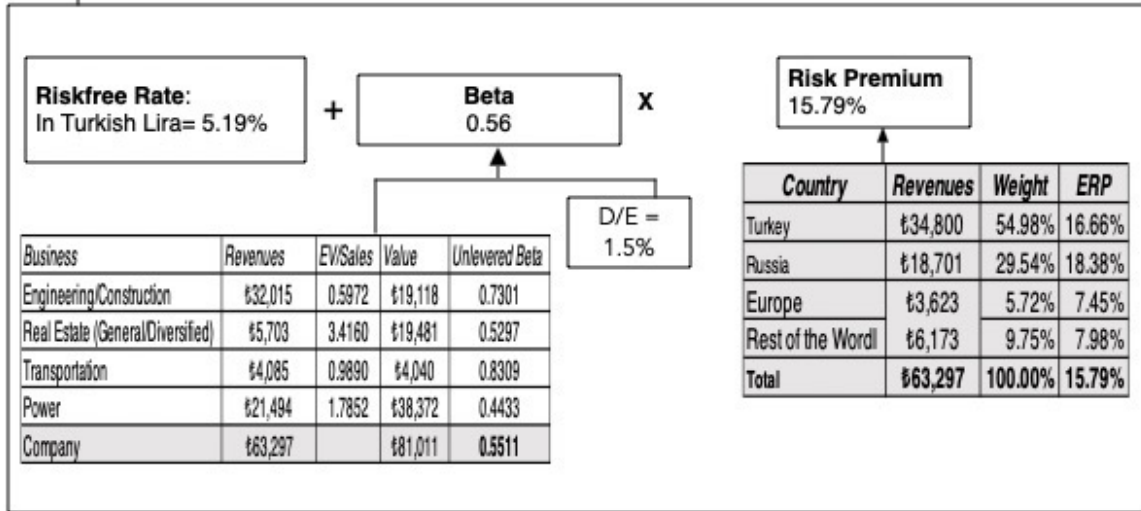 Riskfree Rate:
In Turkish Lira= 5.19%
+
Beta
0.56
X
Risk Premium
15.79%
D/E =
1.5%
Business Revenues EV/Sales Value Unlevered Beta
Engineering/Construction ₺32,015 0.5972 ₺19,118 0.7301
Real Estate (General/Diversified) ₺5,703 3.4160 ₺19,481 0.5297
Transportation ₺4,085 0.9890 ₺4,040 0.8309
Power ₺21,494 1.7852 ₺38,372 0.4433
Company ₺63,297 ₺81,011 0.5511
Country Revenues Weight ERP
Turkey ₺34,800 54.98% 16.66%
Russia ₺18,701 29.54% 18.38%
Europe ₺3,623 5.72% 7.45%
Rest of the Wordl ₺6,173 9.75% 7.98%
Total ₺63,297 100.00% 15.79%